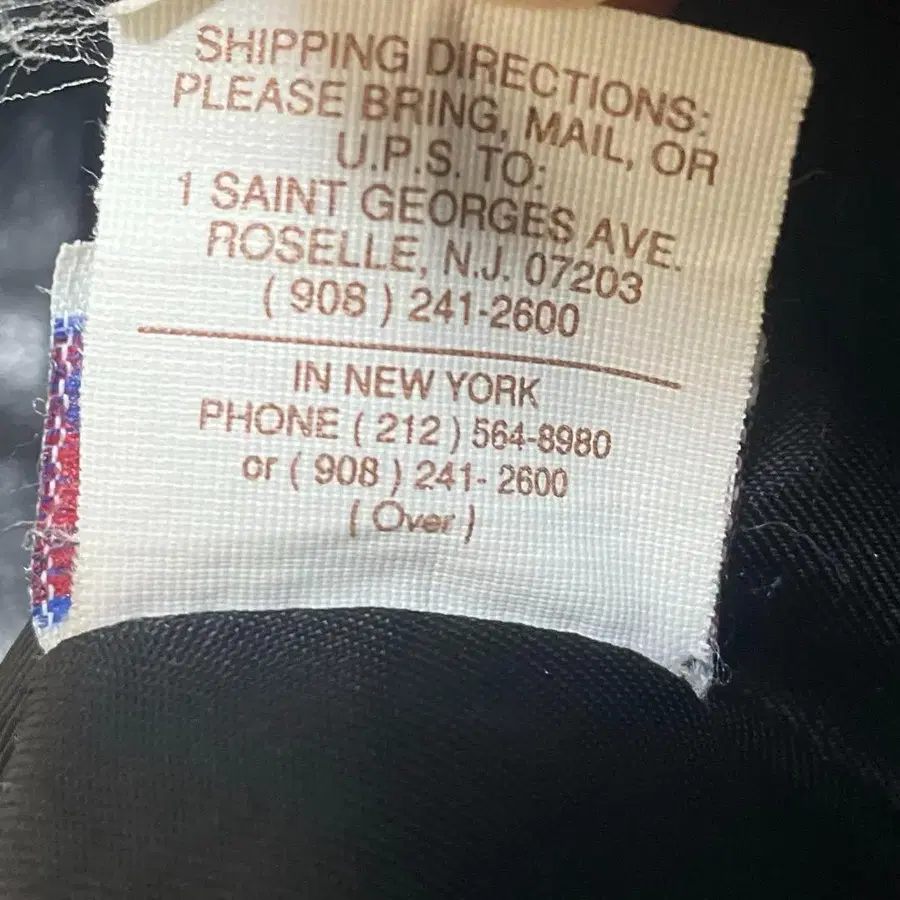 SHIPPING DIRECTIONS:
PLEASE BRING, MAIL, OR
U.P.S. TO:
1 SAINT GEORGES AVE.
ROSELLE, N.J. 07203
( 908 ) 241-2600
IN NEW YORK
PHONE ( 212 ) 564-8980
or ( 908 ) 241- 2600
( Over )